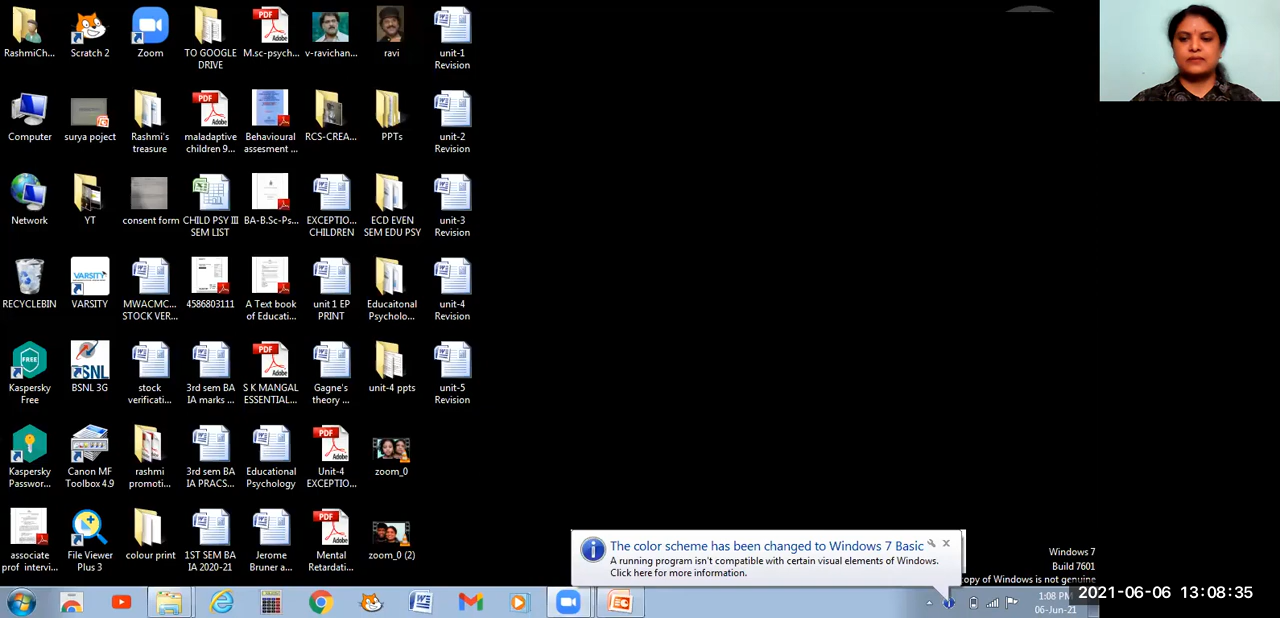 RashmiCh...
Scratch 2
Zoom
TO GOOGLE
DRIVE
M.sc-psych...
v-ravichan...
ravi
unit-1
Revision
Computer
surya poject
Rashmi's
treasure
maladaptive
children 9...
Behavioural
assesment ...
RCS-CREA...
PPTs
unit-2
Revision
Network
YT
consent form
CHILD PSY III
SEM LIST
BA-B.Sc-Ps...
EXCEPTIO...
CHILDREN
ECD EVEN
SEM EDU PSY
unit-3
Revision
RECYCLEBIN
VARSITY
MWACMC...
STOCK VER...
4586803111
A Text book
of Educati...
unit 1 EP
PRINT
Educaitonal
Psycholo...
unit-4
Revision
Kaspersky
Free
BSNL 3G
stock
verificati...
3rd sem BA
IA marks ...
S K MANGAL
ESSENTIAL...
Gagne's
theory ...
unit-4 ppts
unit-5
Revision
Kaspersky
Passwor...
Canon MF
Toolbox 4.9
rashmi
promoti...
3rd sem BA
IA PRACS...
Educational
Psychology
Unit-4
EXCEPTIO...
zoom_0
associate
prof intervi...
File Viewer
Plus 3
colour print
1ST SEM BA
IA 2020-21
Jerome
Bruner a...
Mental
Retardati...
zoom_0 (2)
The color scheme has been changed to Windows 7 Basic
A running program isn't compatible with certain visual elements of Windows.
Click here for more information.
Windows 7
Build 7601
opy of Windows is not genuine
1:08 PM
06-Jun-21
2021-06-06 13:08:35